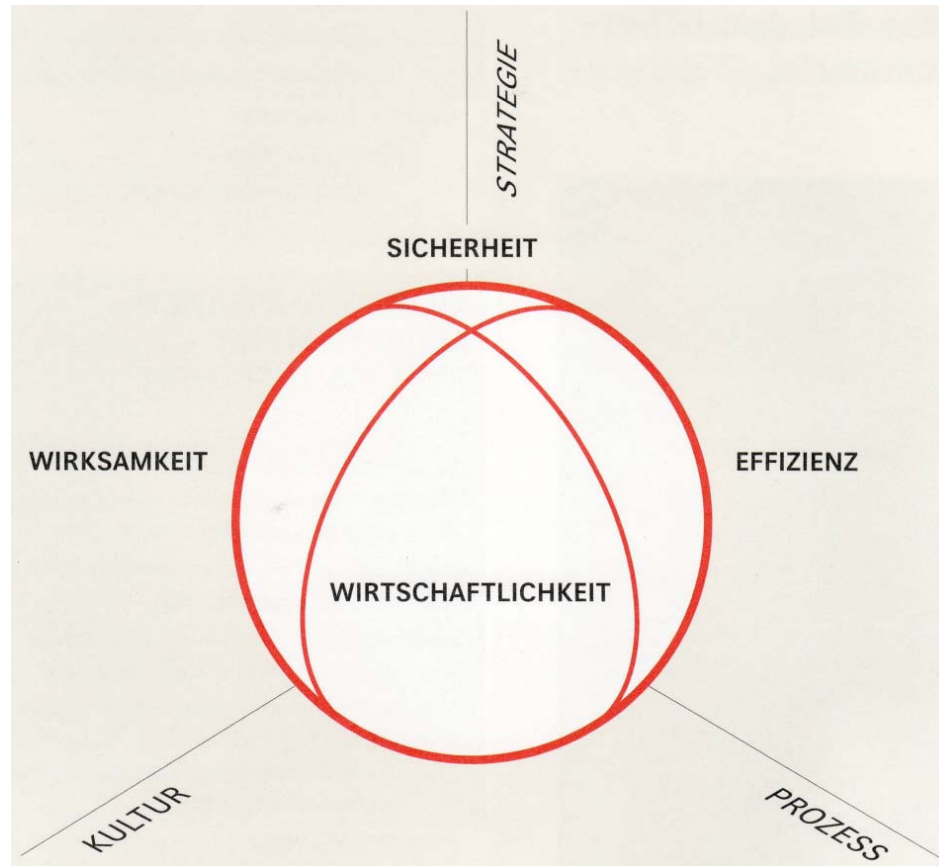 STRATEGIE
SICHERHEIT
WIRKSAMKEIT
EFFIZIENZ
WIRTSCHAFTLICHKEIT
KULTUR
PROZESS